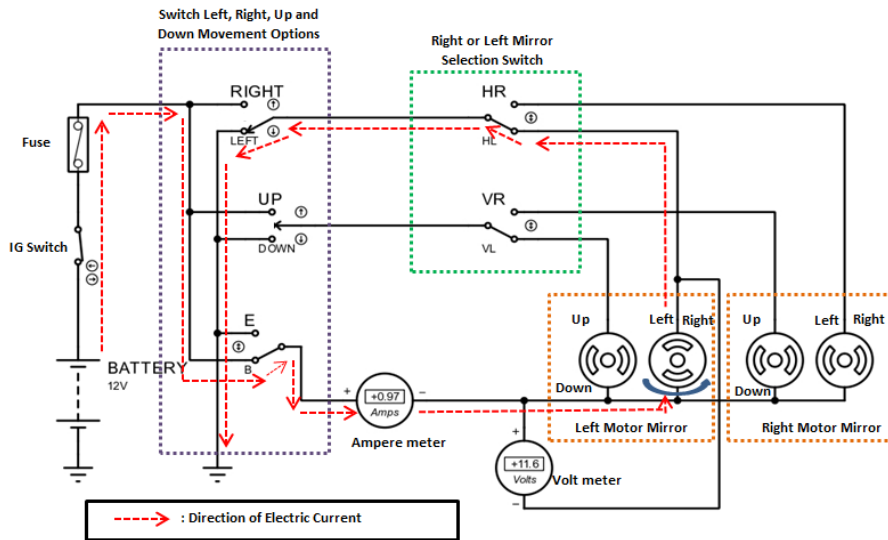 Switch Left, Right, Up and
Down Movement Options
Right or Left Mirror
Selection Switch
RIGHT
HR
Fuse
LEFT
HL
UP
VR
IG Switch
DOWN
VL
E
Up
Left
Right
Up
Left
Right
BATTERY
12V
B
+
+0.97
Amps
−
Down
Down
Ampere meter
Left Motor Mirror
Right Motor Mirror
+
+11.6
Volts
Volt meter
−
: Direction of Electric Current